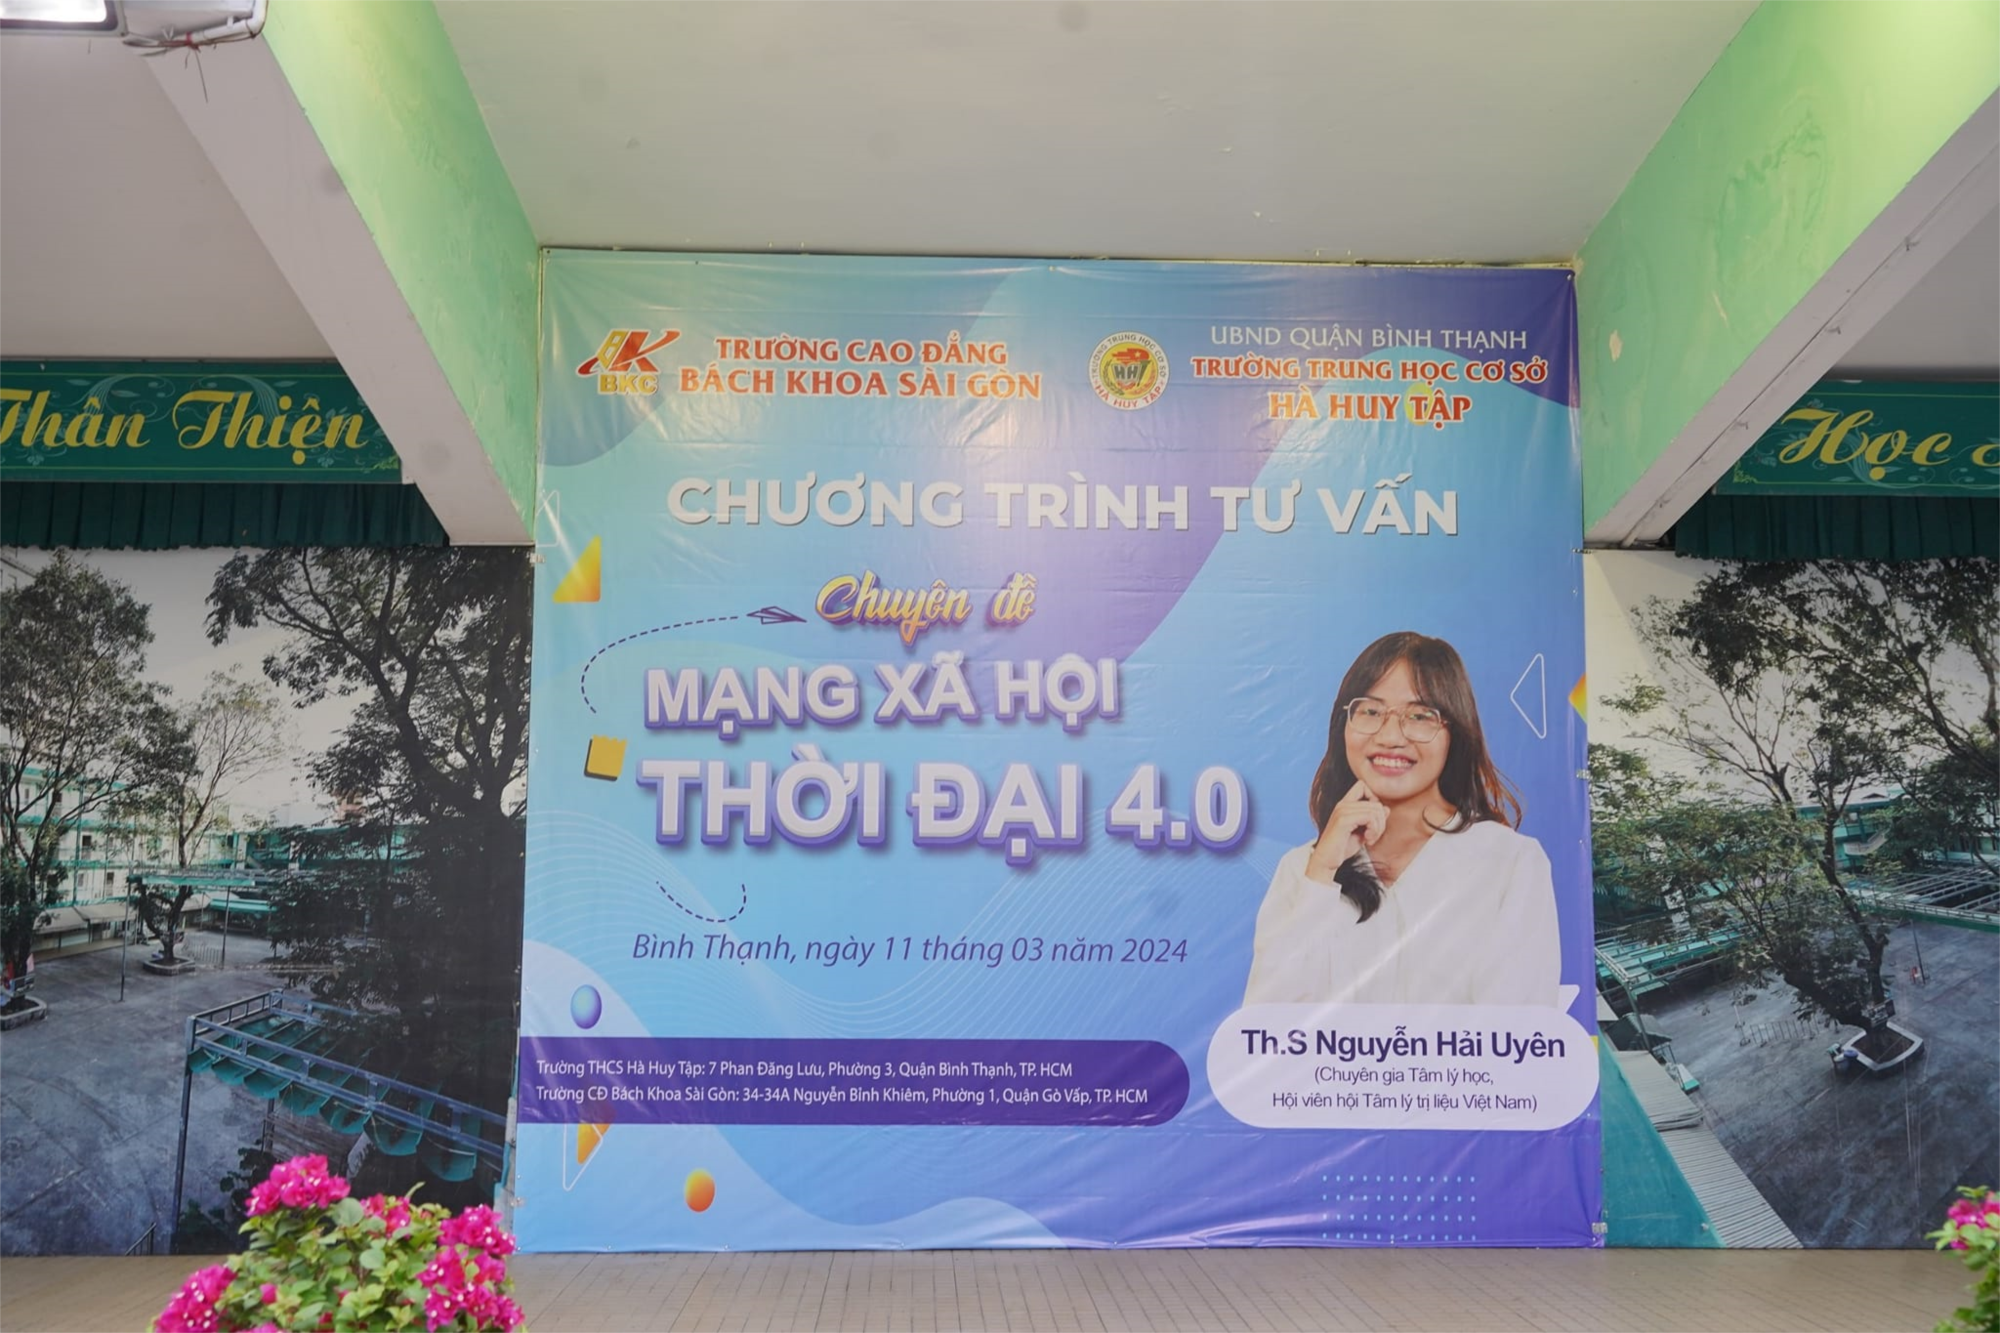 Thân Thiện
Học
BKC
TRƯỜNG CAO ĐẲNG
BÁCH KHOA SÀI GÒN
TRƯỜNG TRUNG HỌC CƠ SỞ
HÀ HUY TẬP
UBND QUẬN BÌNH THẠNH
TRƯỜNG TRUNG HỌC CƠ SỞ
HÀ HUY TẬP
CHƯƠNG TRÌNH TƯ VẤN
Chuyên đề
MẠNG XÃ HỘI
THỜI ĐẠI 4.0
Bình Thạnh, ngày 11 tháng 03 năm 2024
Trường THCS Hà Huy Tập: 7 Phan Đăng Lưu, Phường 3, Quận Bình Thạnh, TP. HCM
Trường CĐ Bách Khoa Sài Gòn: 34-34A Nguyễn Bỉnh Khiêm, Phường 1, Quận Gò Vấp, TP. HCM
Th.S Nguyễn Hải Uyên
(Chuyên gia Tâm lý học,
Hội viên hội Tâm lý trị liệu Việt Nam)